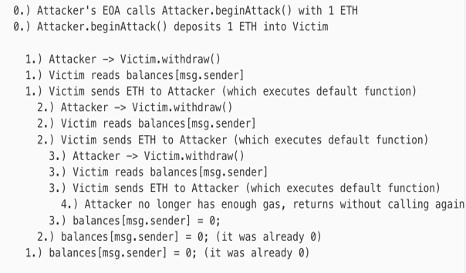 0.) Attacker's EOA calls Attacker.beginAttack() with 1 ETH
0.) Attacker.beginAttack() deposits 1 ETH into Victim
1.) Attacker -> Victim.withdraw()
1.) Victim reads balances[msg.sender]
1.) Victim sends ETH to Attacker (which executes default function)
2.) Attacker -> Victim.withdraw()
2.) Victim reads balances[msg.sender]
2.) Victim sends ETH to Attacker (which executes default function)
3.) Attacker -> Victim.withdraw()
3.) Victim reads balances[msg.sender]
3.) Victim sends ETH to Attacker (which executes default function)
4.) Attacker no longer has enough gas, returns without calling again
3.) balances[msg.sender] = 0;
2.) balances[msg.sender] = 0; (it was already 0)
1.) balances[msg.sender] = 0; (it was already 0)